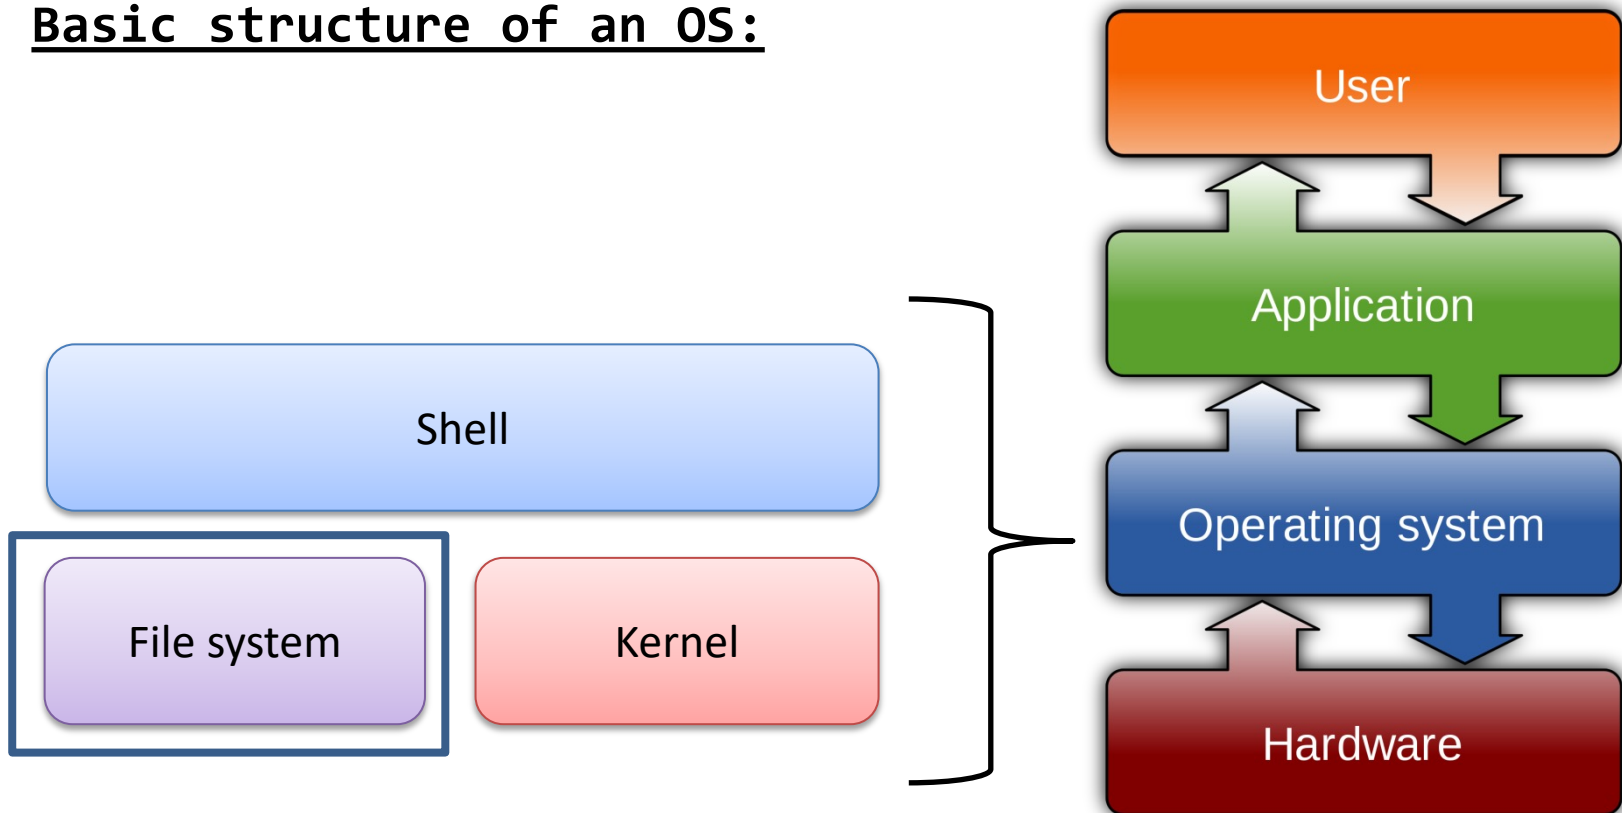 Basic structure of an OS:
User
Application
Shell
Operating system
File system
Kernel
Hardware